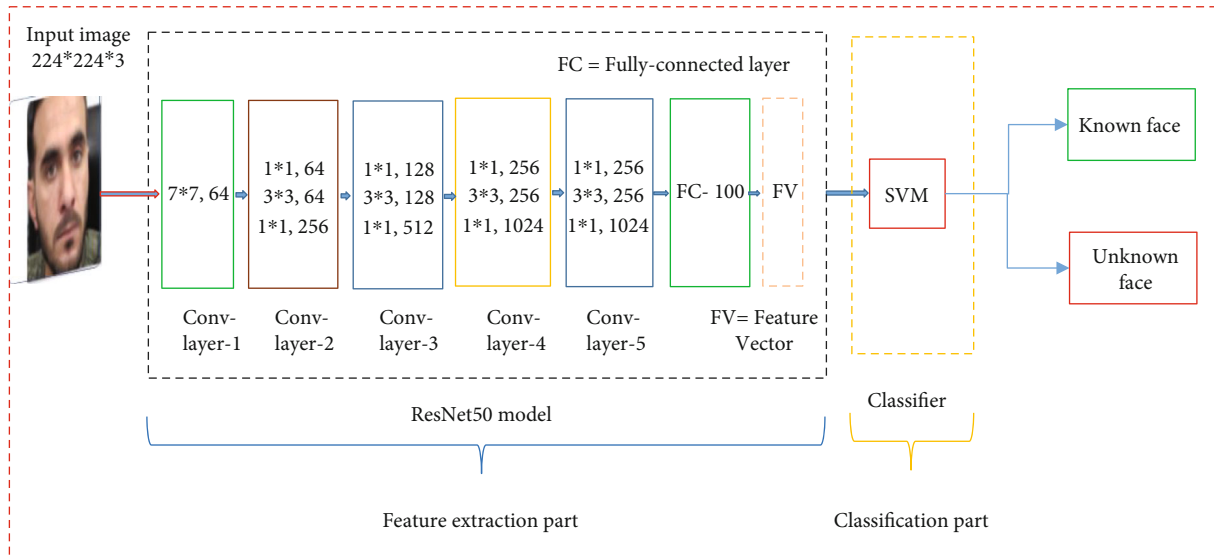 Input image
224*224*3
FC = Fully-connected layer
7*7, 64
1*1, 64
3*3, 64
1*1, 256
1*1, 128
3*3, 128
1*1, 512
1*1, 256
3*3, 256
1*1, 1024
1*1, 256
3*3, 256
1*1, 1024
FC- 100
FV
SVM
Known face
Unknown
face
Conv-
layer-1
Conv-
layer-2
Conv-
layer-3
Conv-
layer-4
Conv-
layer-5
FV= Feature
Vector
ResNet50 model
Classifier
Feature extraction part
Classification part